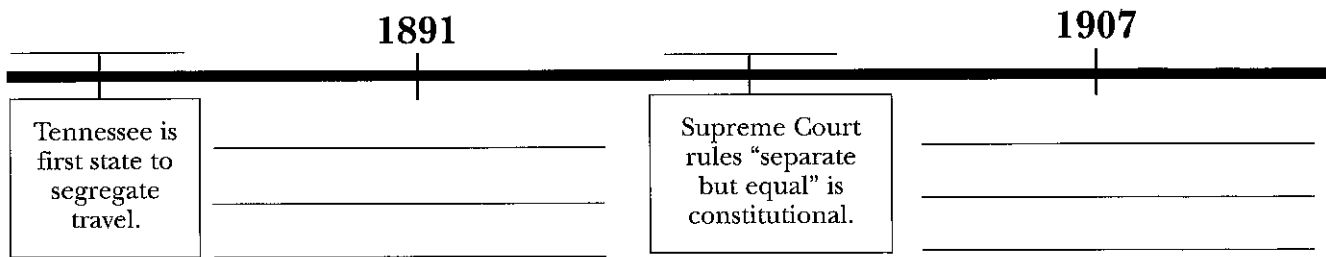 1891
1907
Tennessee is
first state to
segregate
travel.
Supreme Court
rules “separate
but equal” is
constitutional.